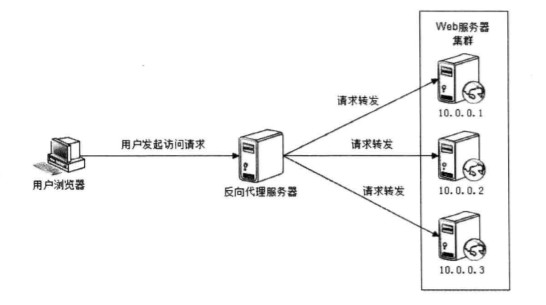 Web服务器
集群
请求转发
10.0.0.1
用户发起访问请求
请求转发
用户浏览器
反向代理服务器
10.0.0.2
请求转发
10.0.0.3